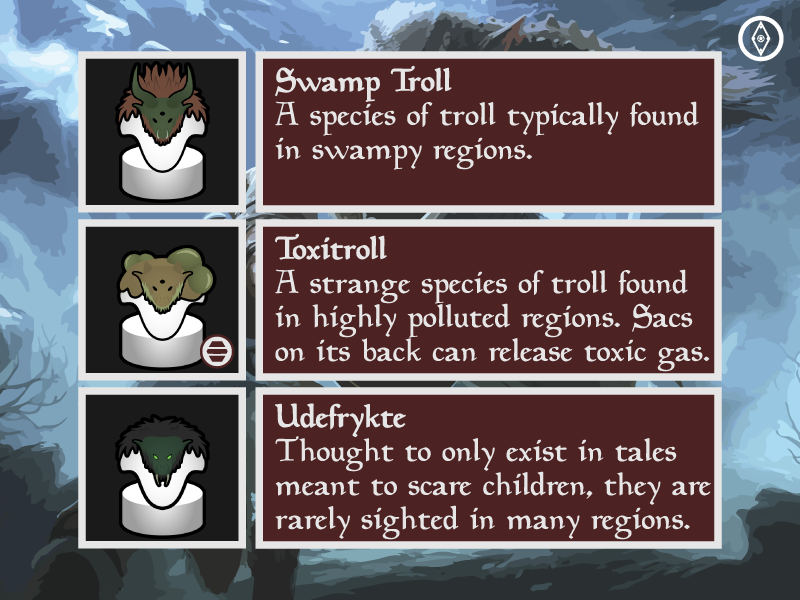 Swamp Troll
A species of troll typically found
in swampy regions.
Toxitroll
A strange species of troll found
in highly polluted regions. Sacs
on its back can release toxic gas.
Udefrykte
Thought to only exist in tales
meant to scare children, they are
rarely sighted in many regions.